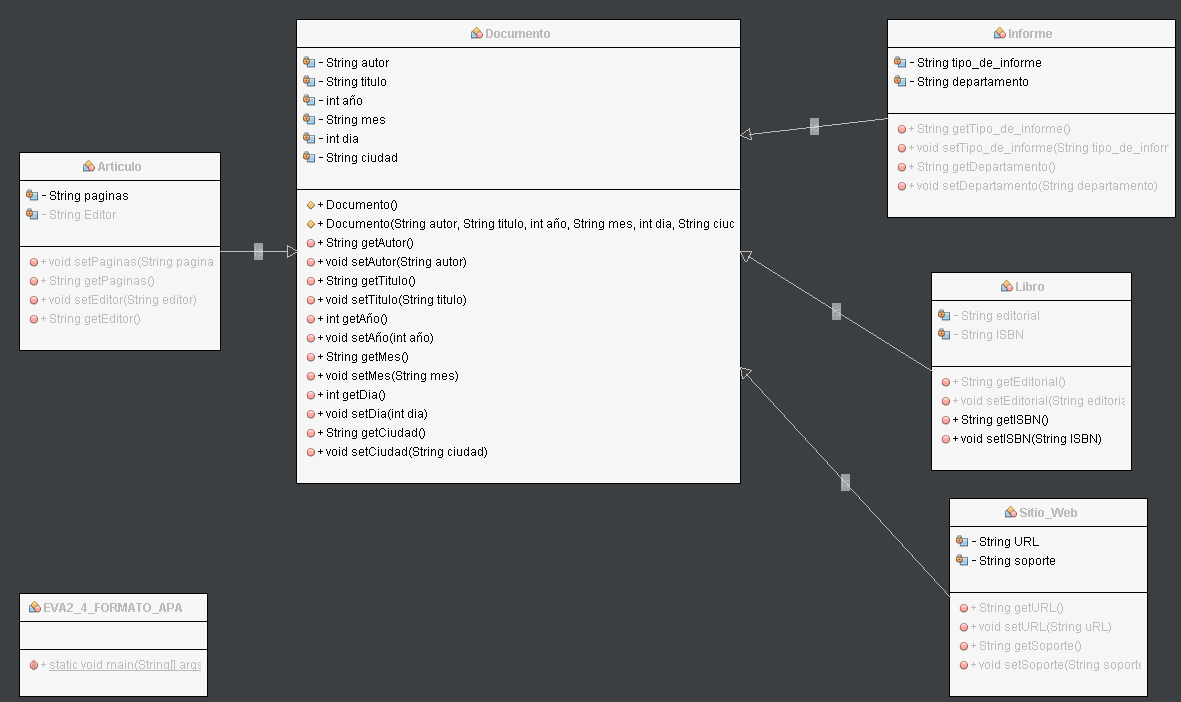 Documento
- String autor
- String titulo
- int año
- String mes
- int dia
- String ciudad
+ Documento()
+ Documento(String autor, String titulo, int año, String mes, int dia, String ciuc
+ String getAutor()
+ void setAutor(String autor)
+ String getTitulo()
+ void setTitulo(String titulo)
+ int getAño()
+ void setAño(int año)
+ String getMes()
+ void setMes(String mes)
+ int getDia()
+ void setDia(int dia)
+ String getCiudad()
+ void setCiudad(String ciudad)
Informe
- String tipo_de_informe
- String departamento
+ String getTipo_de_informe()
+ void setTipo_de_informe(String tipo_de_inforr
+ String getDepartamento()
+ void setDepartamento(String departamento)
Articulo
- String paginas
- String Editor
+ void setPaginas(String pagina
+ String getPaginas()
+ void setEditor(String editor)
+ String getEditor()
Libro
- String editorial
- String ISBN
+ String getEditorial()
+ void setEditorial(String editoria
+ String getISBN()
+ void setISBN(String ISBN)
Sitio_Web
- String URL
- String soporte
+ String getURL()
+ void setURL(String uRL)
+ String getSoporte()
+ void setSoporte(String soporte
EVA2_4_FORMATO_APA
+ static void main(String[] args